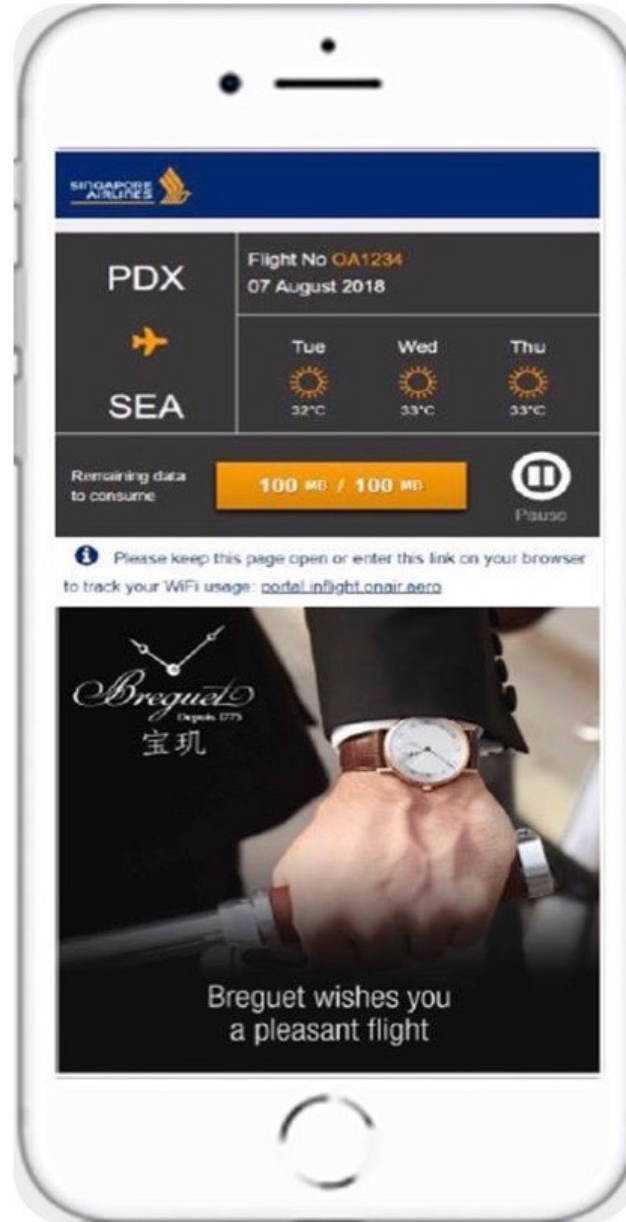 SINGAPORE
AIRLINES
PDX
SEA
Flight No OA1234
07 August 2018
Tue Wed Thu
32°C 33°C 33°C
Remaining data
to consume
100 MB / 100 MB
Pause
Please keep this page open or enter this link on your browser
to track your WiFi usage: portal.inflight.onair.aero
Breguet
Depuis 1775
宝玑
Breguet wishes you
a pleasant flight